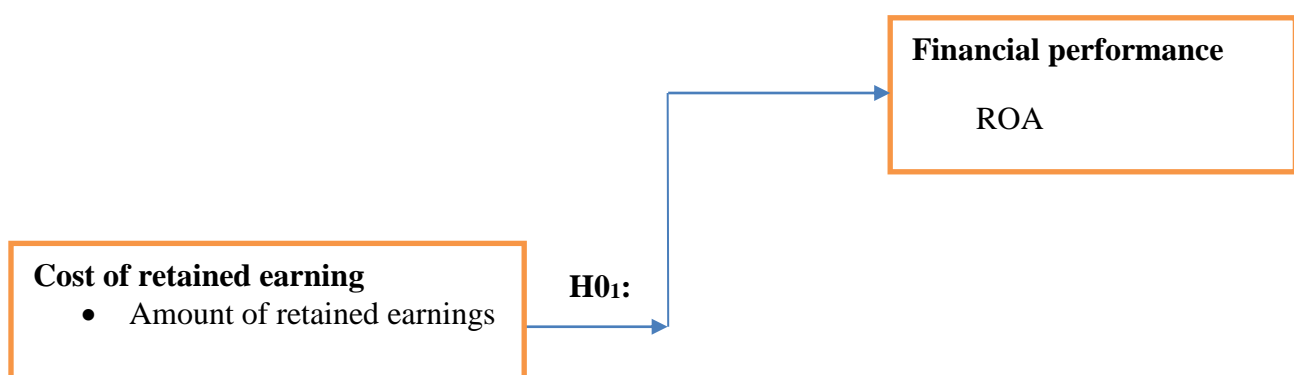 Financial performance
ROA
Cost of retained earning
• Amount of retained earnings
H0₁: